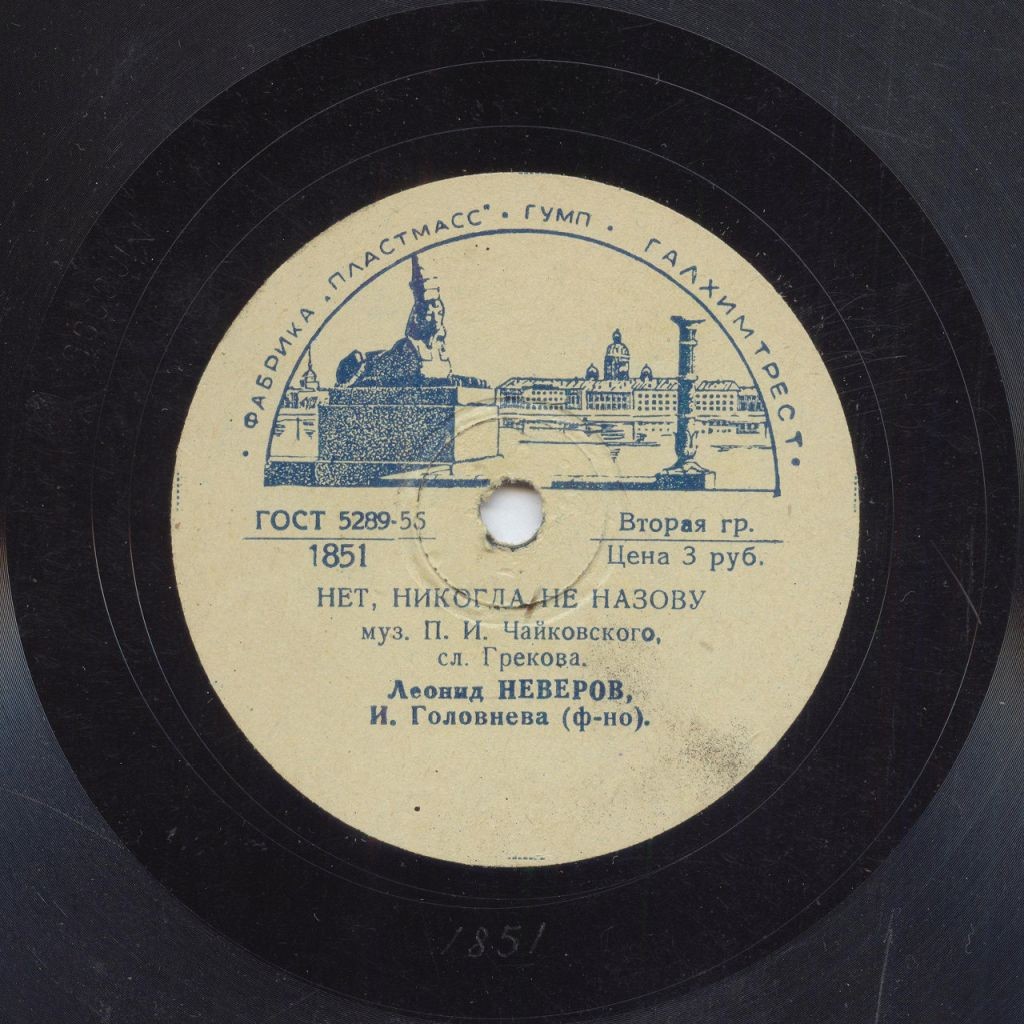 ФАБРИКА „ПЛАСТМАСС" · ГУМП · ГАЛХИМТРЕСТ
ГОСТ 5289-56
Вторая гр.
1851
Цена 3 руб.
НЕТ, НИКОГДА НЕ НАЗОВУ
муз. П. И. Чайковского,
сл. Грекова.
Леонид НЕВЕРОВ,
И. Головнева (ф-но).
1851